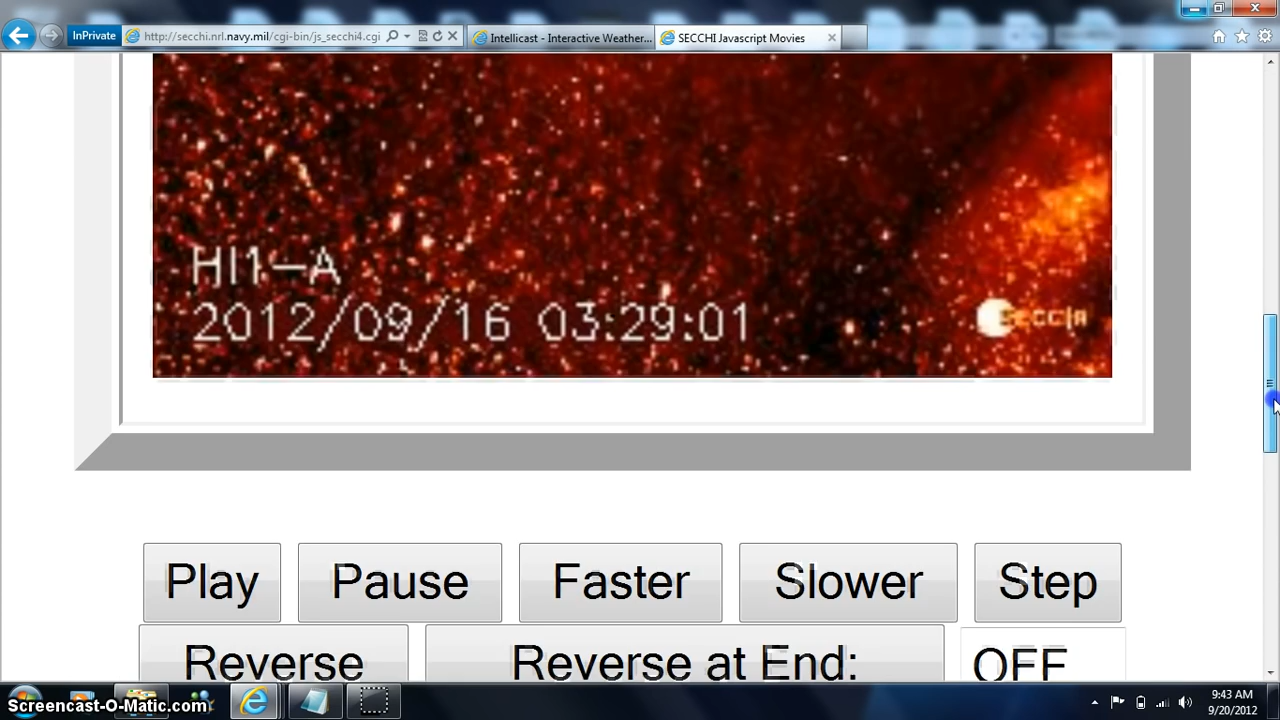 InPrivate
http://secchi.nrl.navy.mil/cgi-bin/js_secchi4.cgi
Intellicast - Interactive Weather...
SECCHI Javascript Movies
HI1-A
2012/09/16 03:29:01
SECCHI
Play
Pause
Faster
Slower
Step
Reverse
Reverse at End:
OFF
Screencast-O-Matic.com
9:43 AM
9/20/2012